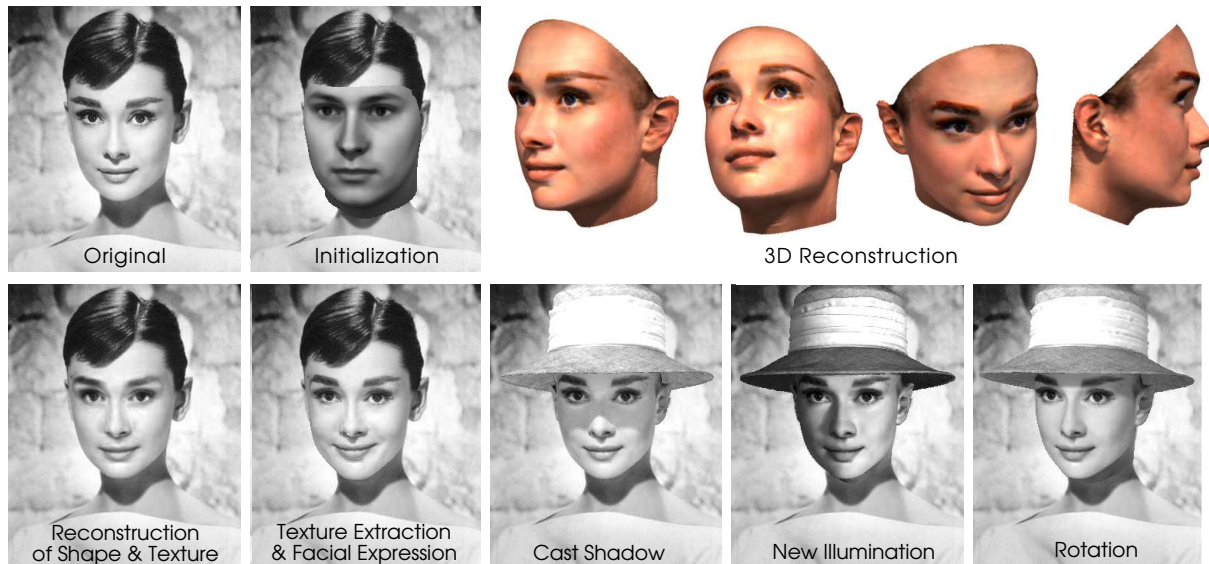 Original
Initialization
3D Reconstruction
Reconstruction
of Shape & Texture
Texture Extraction
& Facial Expression
Cast Shadow
New Illumination
Rotation